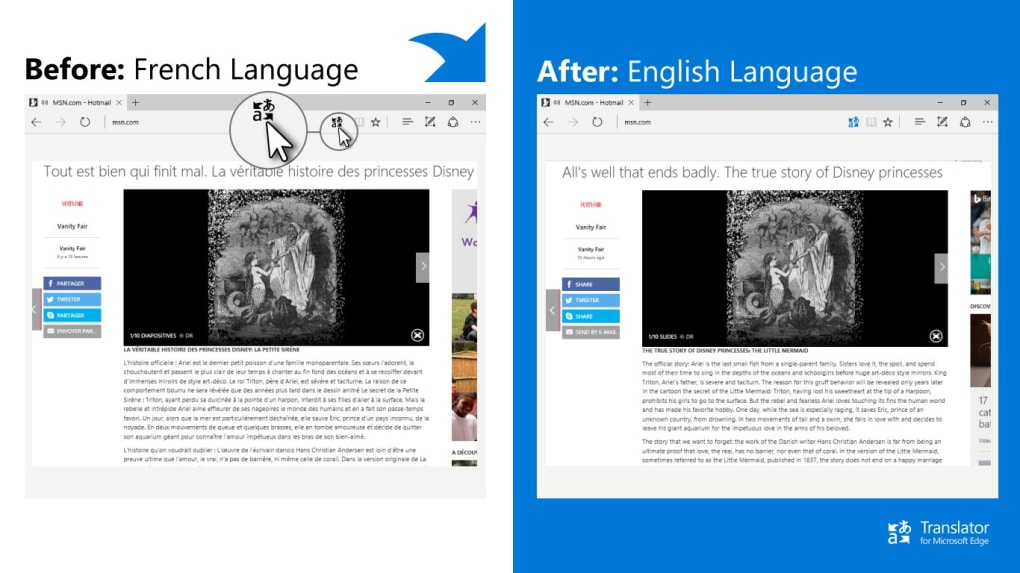 Before: French Language
MSN.com - Hotmail
msn.com
Tout est bien qui finit mal. La véritable histoire des princesses Disney
VANITY FAIR
Vanity Fair
Vanity Fair
Il y a 15 heures
PARTAGER
TWEETER
PARTAGER
ENVOYER PAR...
1/10 DIAPOSITIVES © DR
LA VÉRITABLE HISTOIRE DES PRINCESSES DISNEY: LA PETITE SIRÈNE
L'histoire officielle : Ariel est le dernier petit poisson d'une famille monoparentale. Ses sœurs l'adorent, la
chouchoutent et passent le plus clair de leur temps à chanter au fin fond des océans et à se recoiffer devant
d'immenses miroirs de style art-déco. Le roi Triton, père d'Ariel, est sévère et taciturne. La raison de ce
comportement bourru ne sera révélée que des années plus tard dans le dessin animé Le secret de la Petite
Sirène : Triton, ayant perdu sa dulcinée à la pointe d'un harpon, interdit à ses filles d'aller à la surface. Mais la
rebelle et intrépide Ariel aime effleurer de ses nageoires le monde des humains et en a fait son passe-temps
favori. Un jour, alors que la mer est particulièrement déchaînée, elle sauve Eric, prince d'un pays inconnu, de la
noyade. En deux mouvements de queue et quelques brasses, elle en tombe amoureuse et décide de quitter
son aquarium géant pour connaître l'amour impétueux dans les bras de son bien-aimé.
L'histoire qu'on voudrait oublier : L'œuvre de l'écrivain danois Hans Christian Andersen est loin d'être une
preuve ultime que l'amour, le vrai, n'a pas de barrière, ni même celle de corail. Dans la version originale de La
Wo
A DÉCOU
After: English Language
MSN.com - Hotmail
msn.com
All's well that ends badly. The true story of Disney princesses
VANITY FAIR
Vanity Fair
Vanity Fair
15 hours ago
SHARE
TWEETER
SHARE
SEND BY E MAIL
1/10 SLIDES © DR
THE TRUE STORY OF DISNEY PRINCESSES: THE LITTLE MERMAID
The official story: Ariel is the last small fish from a single-parent family. Sisters love it, the spoil, and spend
most of their time to sing in the depths of the oceans and schoolgirls before huge art-deco style mirrors. King
Triton, Ariel's father, is severe and taciturn. The reason for this gruff behavior will be revealed only years later
in the cartoon the secret of the Little Mermaid: Triton, having lost his sweetheart at the tip of a Harpoon,
prohibits his girls to go to the surface. But the rebel and fearless Ariel loves touching its fins the human world
and has made his favorite hobby. One day, while the sea is especially raging, it saves Eric, prince of an
unknown country, from drowning. In two movements of tail and a swim, she falls in love with and decides to
leave his giant aquarium for the impetuous love in the arms of his beloved.
The story that we want to forget: the work of the Danish writer Hans Christian Andersen is far from being an
ultimate proof that love, the real, has no barrier, nor even that of coral. In the version of the Little Mermaid,
sometimes referred to as the Little Mermaid, published in 1837, the story does not end on a happy marriage
Bin
DISCOV
17
cat
bat
Video
Translator
for Microsoft Edge